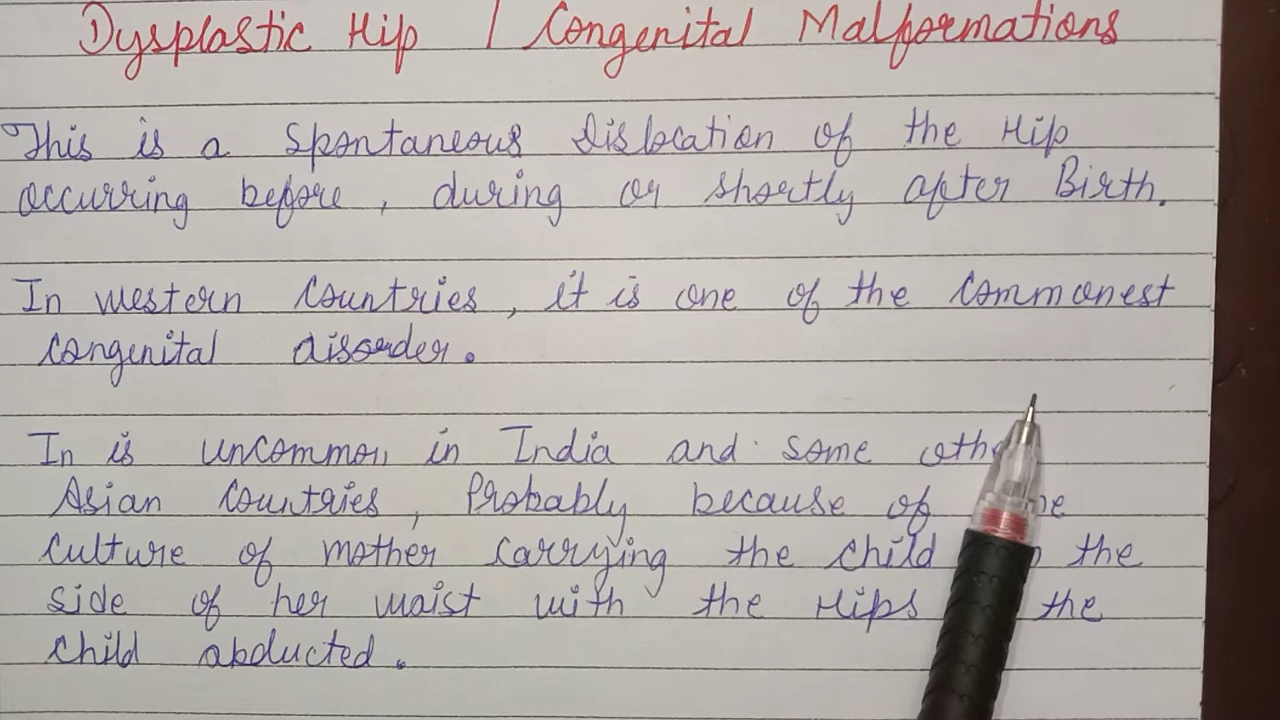 Dysplastic Hip | Congenital Malformations
This is a Spontaneous dislocation of the Hip
occurring before, during or shortly after Birth.
In western countries, it is one of the commonest
congenital disorder.
In is uncommon in India and some
Asian countries, Probably because of
culture of mother carrying the child the
side of her waist with the Hips the
child abducted.